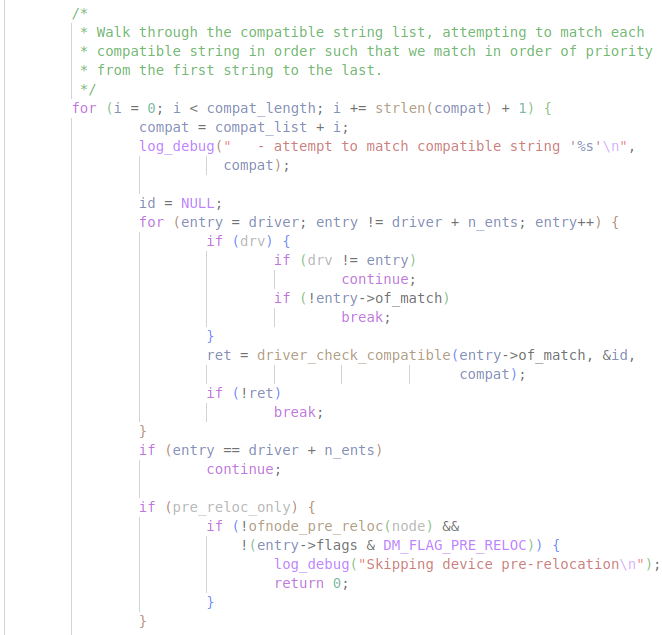 /*
 * Walk through the compatible string list, attempting to match each
 * compatible string in order such that we match in order of priority
 * from the first string to the last.
 */
for (i = 0; i < compat_length; i += strlen(compat) + 1) {
        compat = compat_list + i;
        log_debug("   - attempt to match compatible string '%s'\n",
                  compat);

        id = NULL;
        for (entry = driver; entry != driver + n_ents; entry++) {
                if (drv) {
                        if (drv != entry)
                                continue;
                        if (!entry->of_match)
                                break;
                }
                ret = driver_check_compatible(entry->of_match, &id,
                                              compat);
                if (!ret)
                        break;
        }
        if (entry == driver + n_ents)
                continue;

        if (pre_reloc_only) {
                if (!ofnode_pre_reloc(node) &&
                    !(entry->flags & DM_FLAG_PRE_RELOC)) {
                        log_debug("Skipping device pre-relocation\n");
                        return 0;
                }
        }